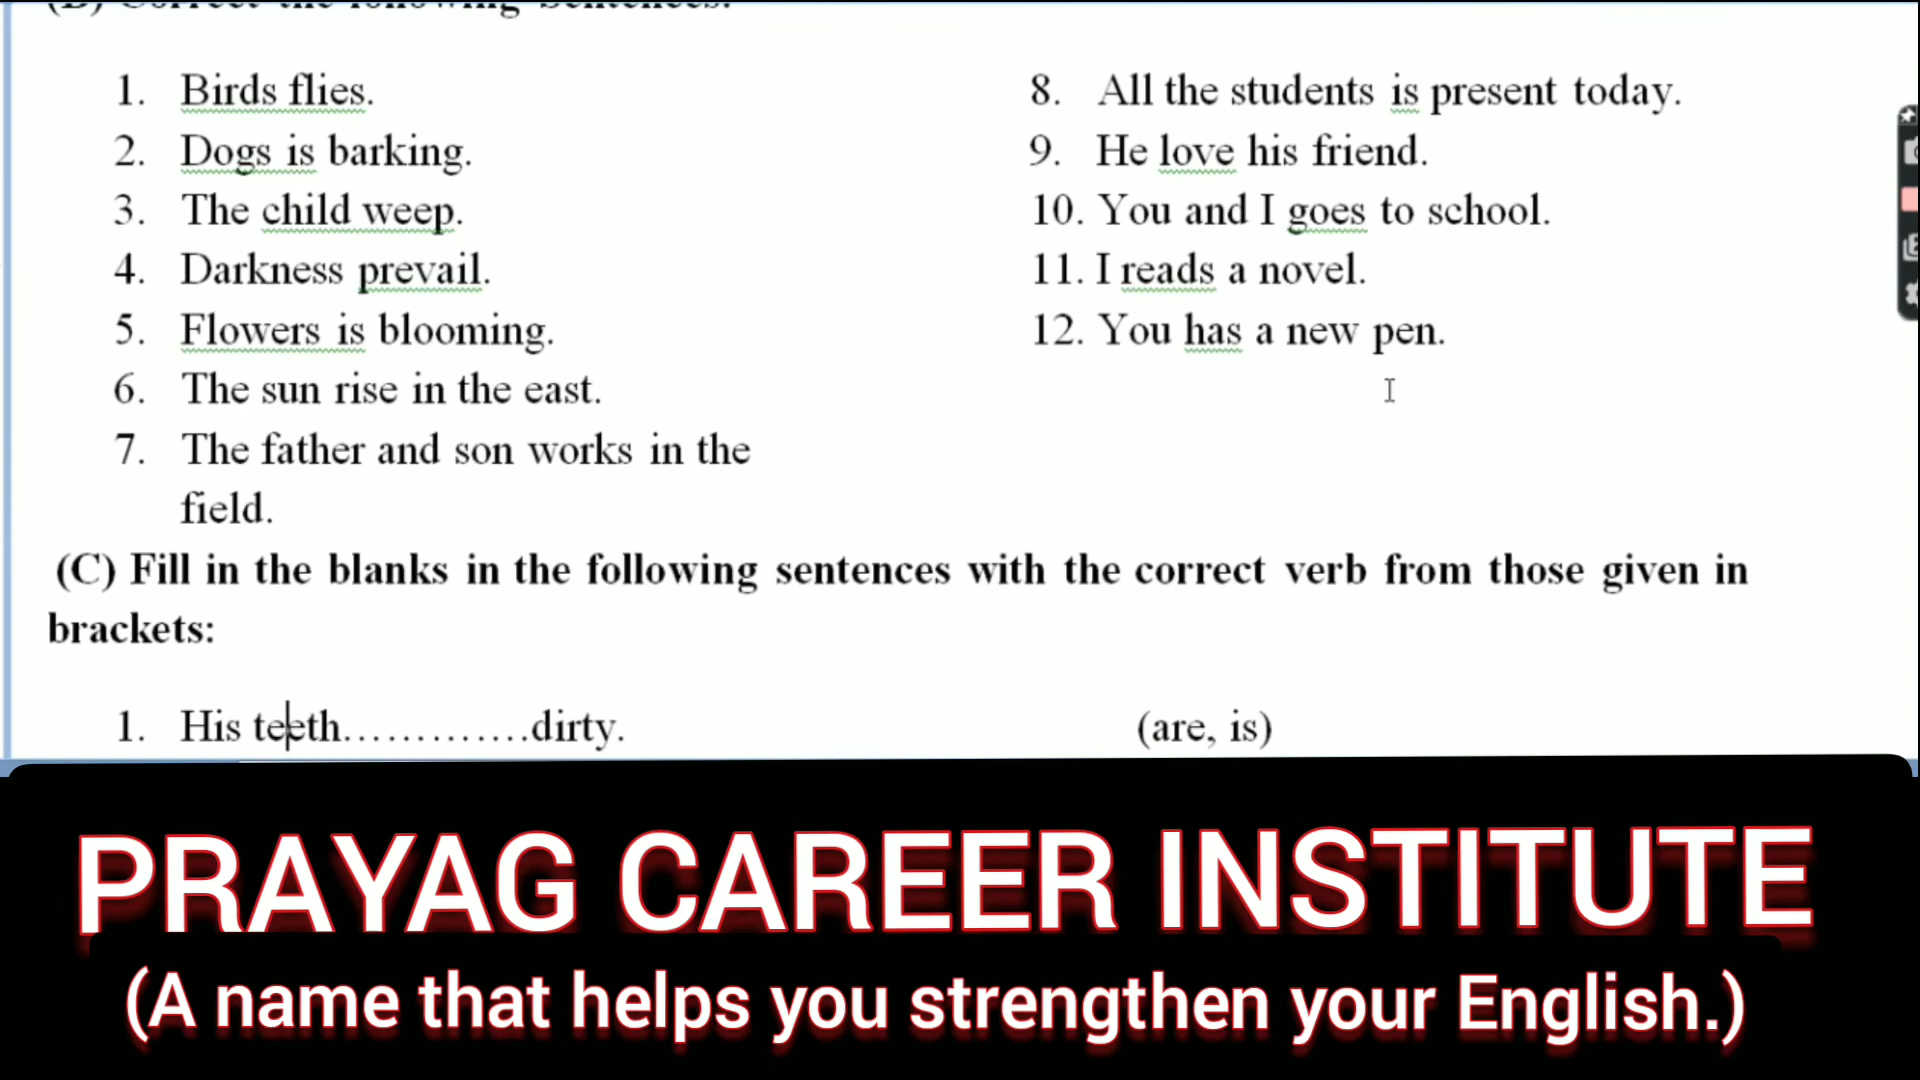 (B) Correct the following Sentences:
1. Birds flies.
2. Dogs is barking.
3. The child weep.
4. Darkness prevail.
5. Flowers is blooming.
6. The sun rise in the east.
7. The father and son works in the
field.
8. All the students is present today.
9. He love his friend.
10. You and I goes to school.
11. I reads a novel.
12. You has a new pen.
(C) Fill in the blanks in the following sentences with the correct verb from those given in
brackets:
1. His teeth.............dirty. (are, is)
PRAYAG CAREER INSTITUTE
(A name that helps you strengthen your English.)